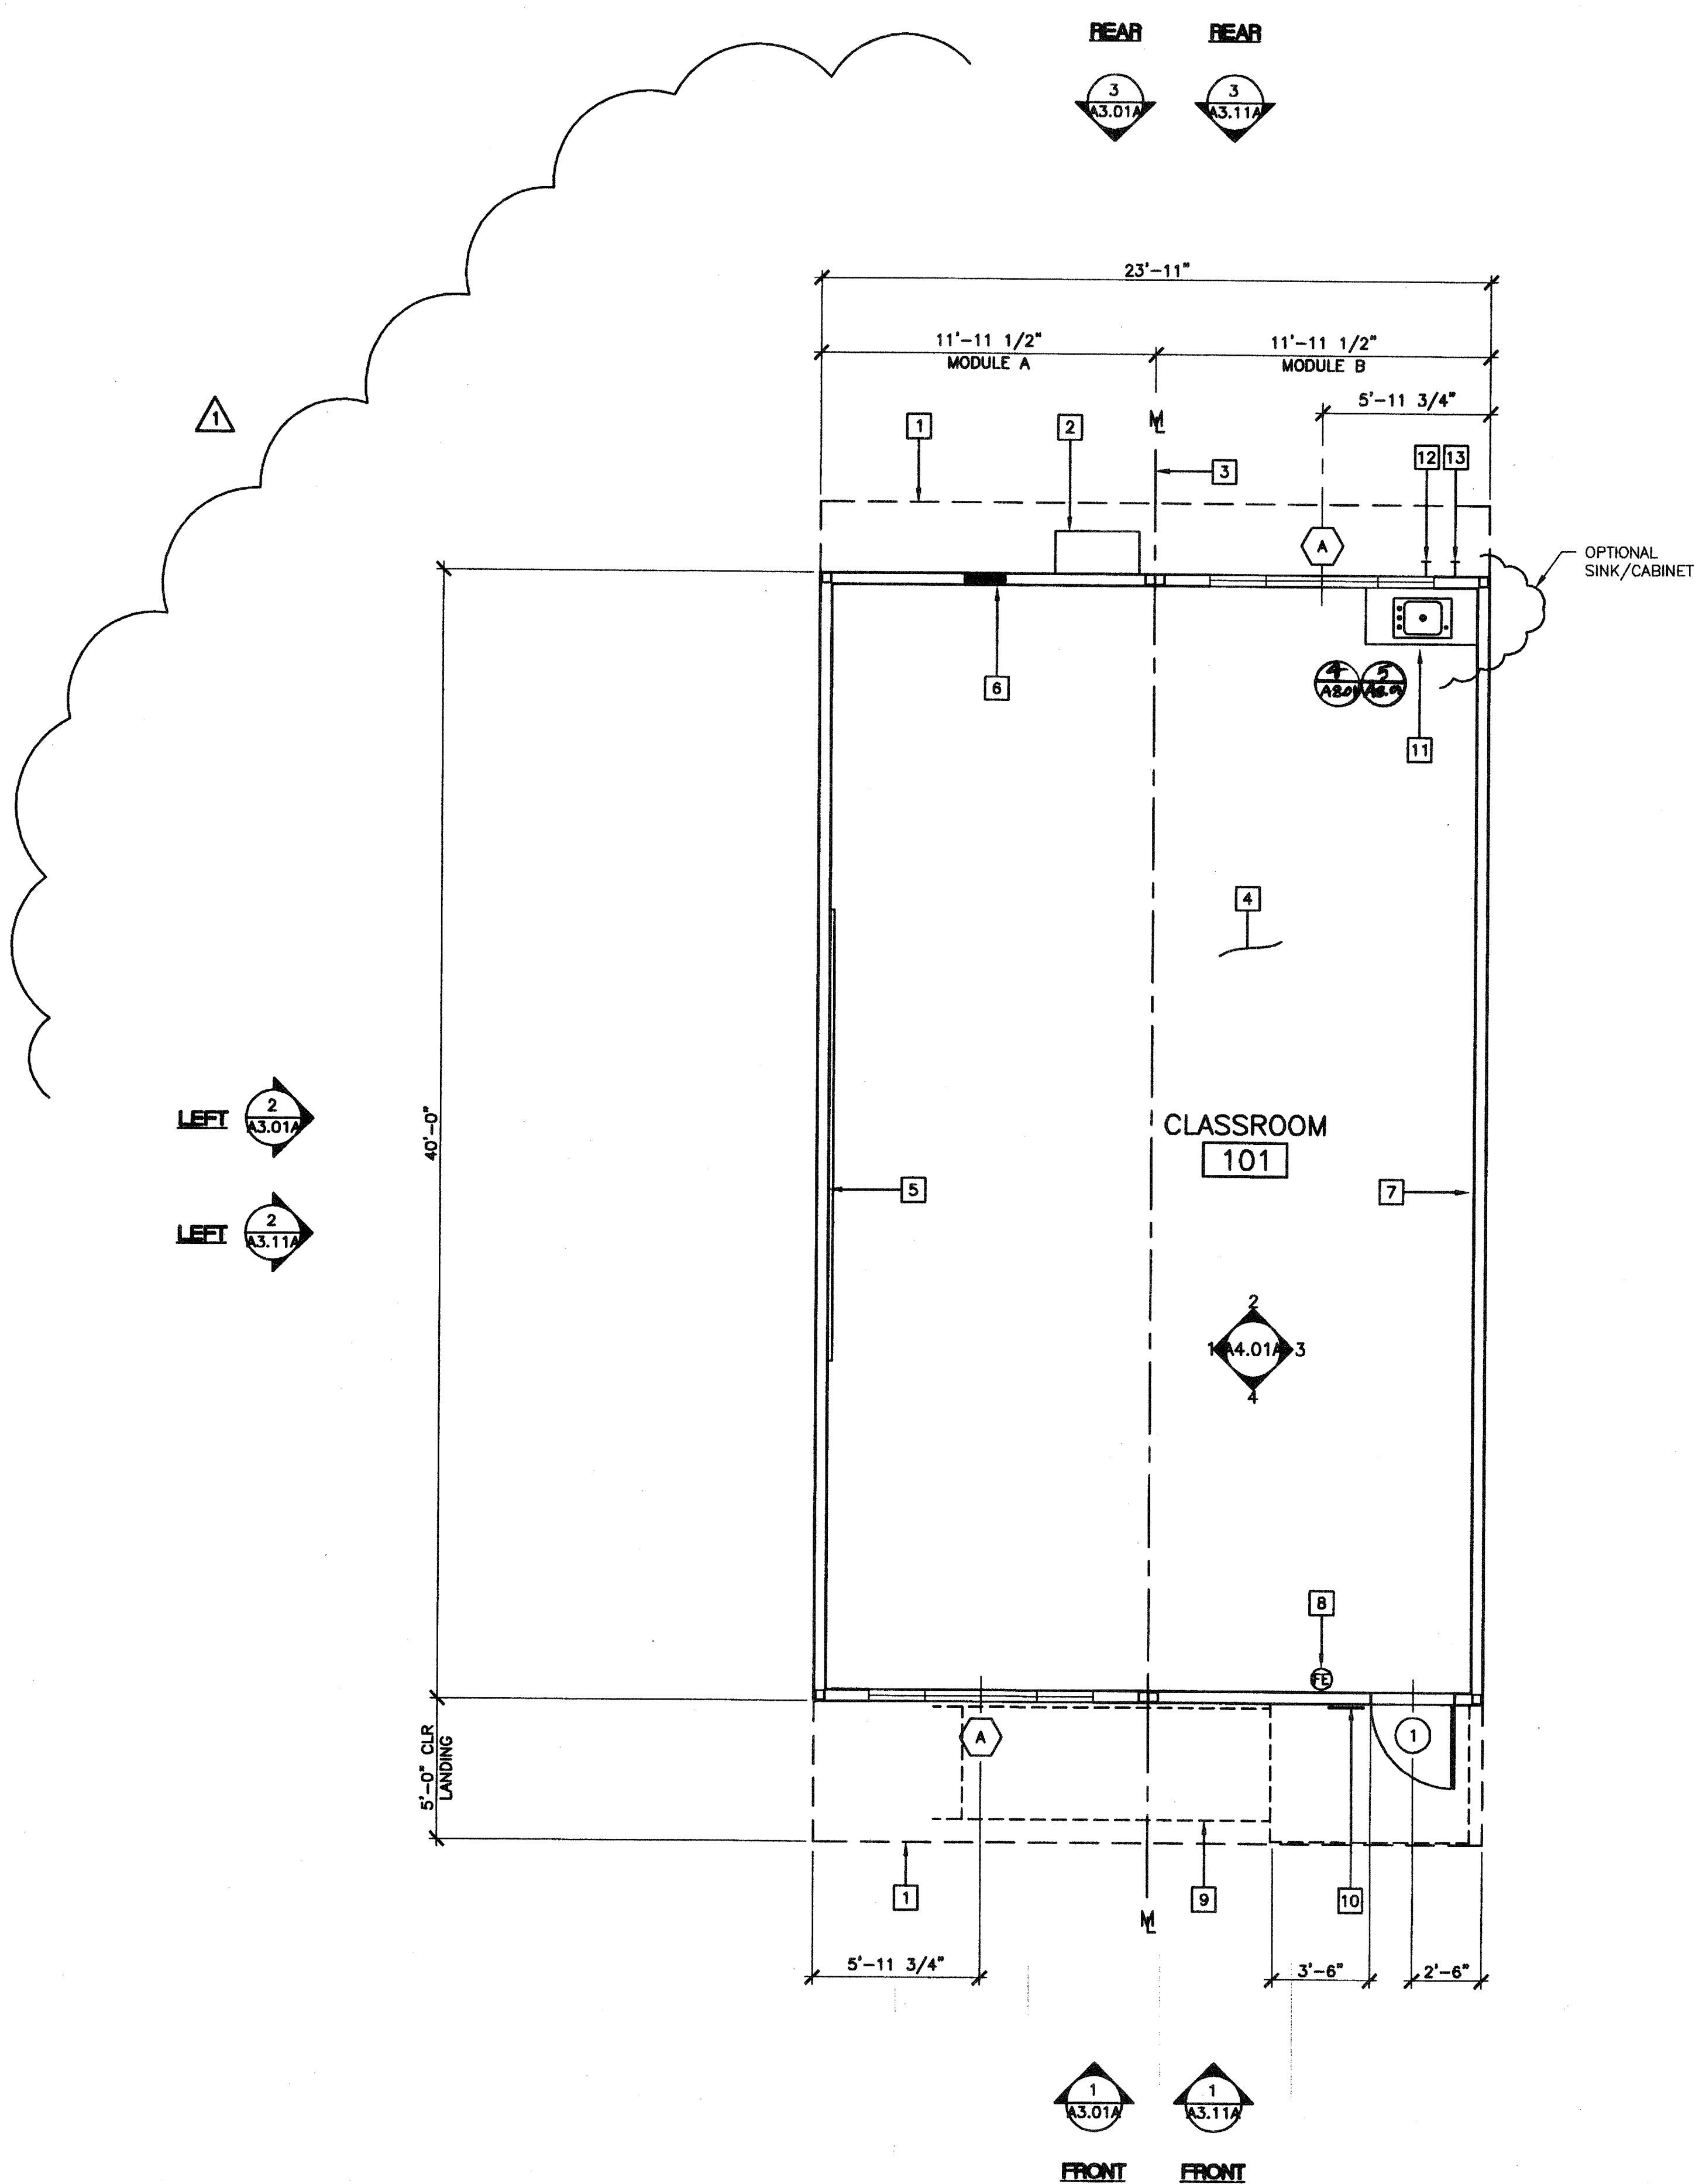 REAR REAR
3 3
A3.01A A3.11A
23'-11"
11'-11 1/2" 11'-11 1/2"
MODULE A MODULE B
5'-11 3/4"
1
1 2 ML 3 12 13
A
OPTIONAL
SINK/CABINET
6
4 5
11
4
LEFT 2
A3.01A
40'-0"
CLASSROOM
101
5 7
LEFT 2
A3.11A
2
1 A4.01A 3
4
8
FE
A 1
5'-0" CLR
LANDING
1 9 10
ML
5'-11 3/4" 3'-6" 2'-6"
1 1
A3.01A A3.11A
FRONT FRONT